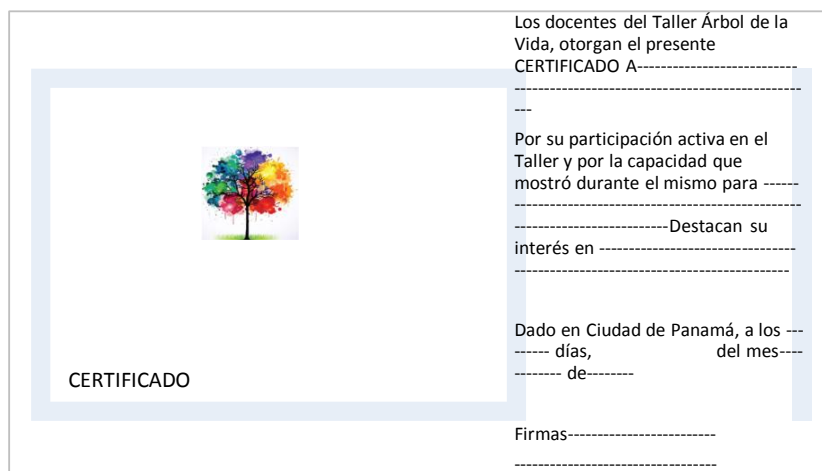 Los docentes del Taller Árbol de la
Vida, otorgan el presente
CERTIFICADO A---------------------------
------------------------------------------------
---
Por su participación activa en el
Taller y por la capacidad que
mostró durante el mismo para ------
------------------------------------------------
--------------------------Destacan su
interés en ---------------------------------
----------------------------------------------
Dado en Ciudad de Panamá, a los ---
------ días, del mes----
-------- de--------
CERTIFICADO
Firmas-------------------------
----------------------------------